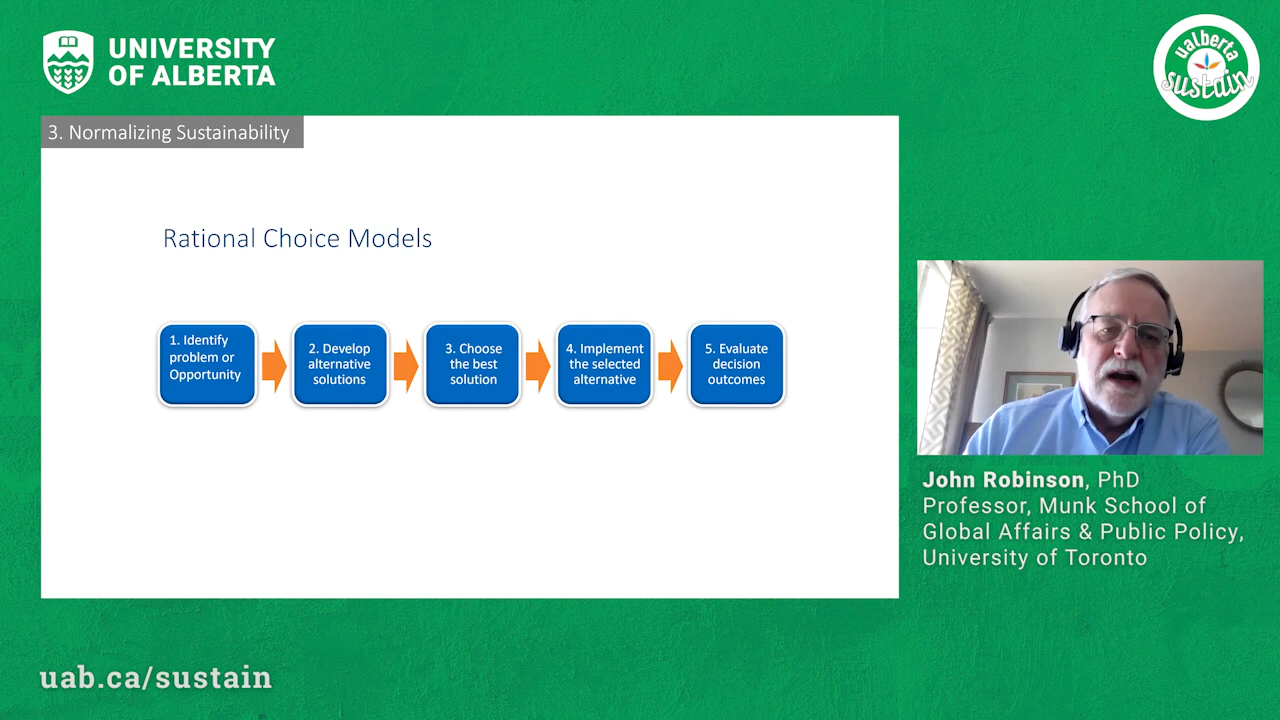 UNIVERSITY
OF ALBERTA
ualberta
sustain
3. Normalizing Sustainability
Rational Choice Models
1. Identify
problem or
Opportunity
2. Develop
alternative
solutions
3. Choose
the best
solution
4. Implement
the selected
alternative
5. Evaluate
decision
outcomes
John Robinson, PhD
Professor, Munk School of
Global Affairs & Public Policy,
University of Toronto
uab.ca/sustain